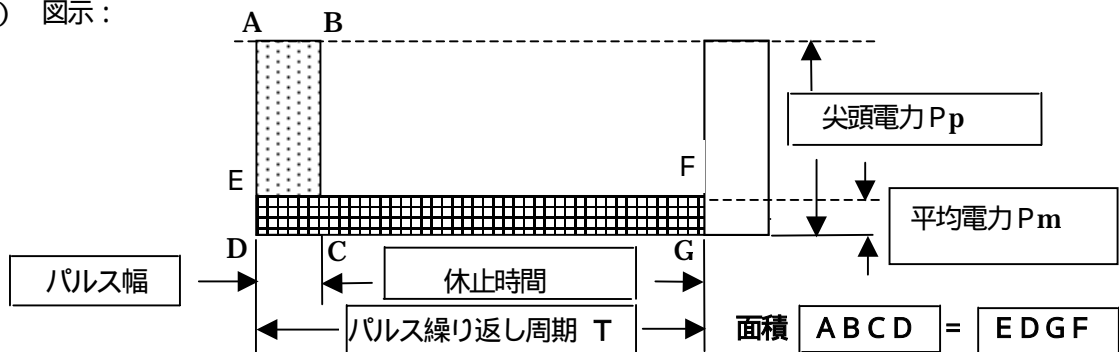 ) 図示：
A B
尖頭電力Pp
E F
平均電力Pm
D C G
パルス幅
休止時間
パルス繰り返し周期 T
面積 ABCD = EDGF